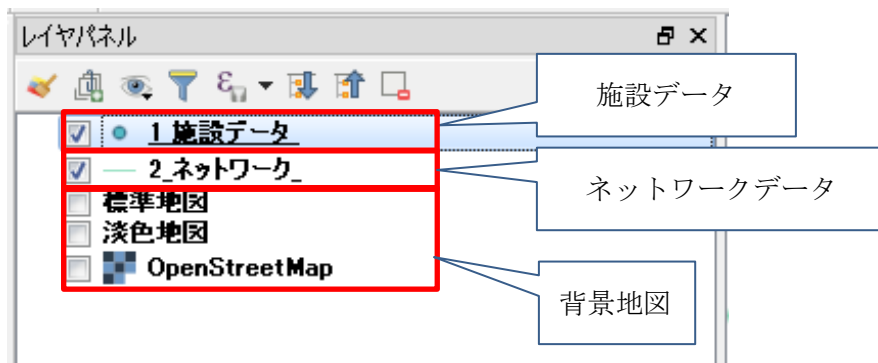 レイヤパネル
施設データ
1_施設データ_
2_ネットワーク_
ネットワークデータ
標準地図
淡色地図
OpenStreetMap
背景地図